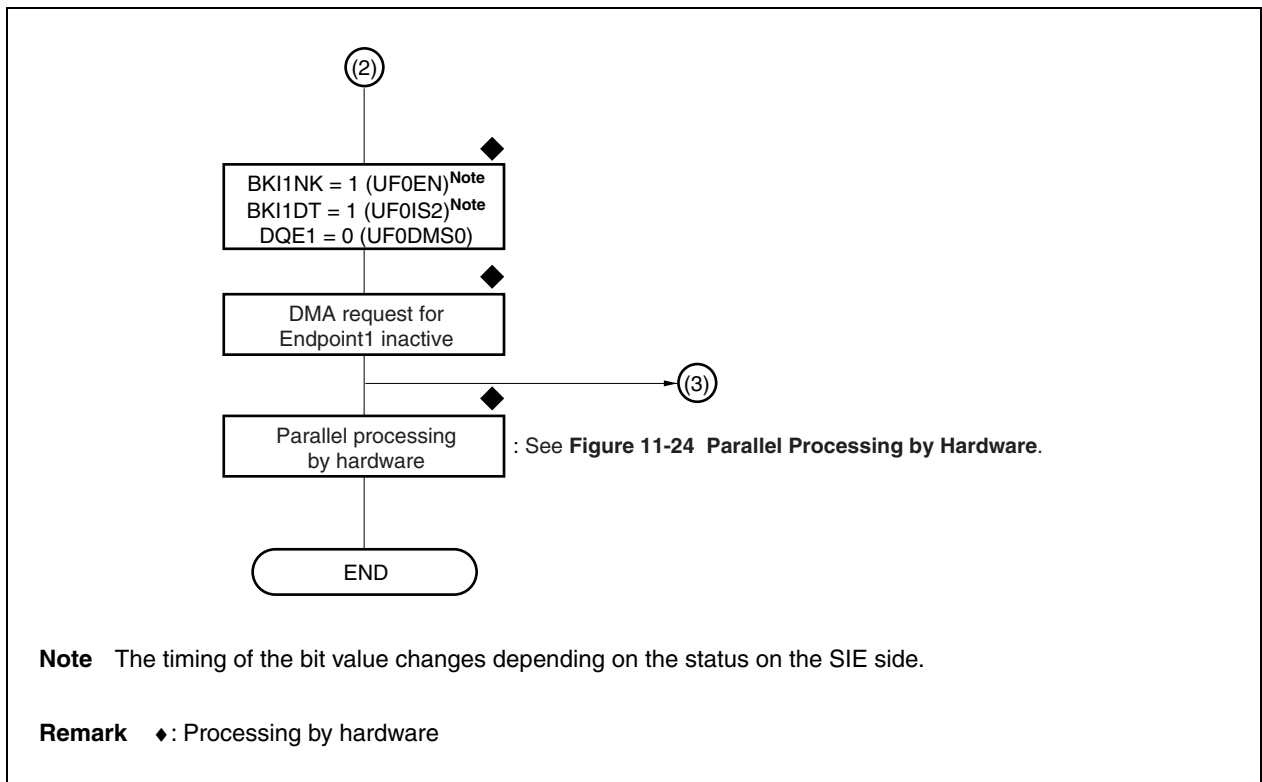 (2)
BKI1NK = 1 (UF0EN)Note
BKI1DT = 1 (UF0IS2)Note
DQE1 = 0 (UF0DMS0)
DMA request for
Endpoint1 inactive
(3)
Parallel processing
by hardware
: See Figure 11-24 Parallel Processing by Hardware.
END
Note The timing of the bit value changes depending on the status on the SIE side.
Remark ♦: Processing by hardware